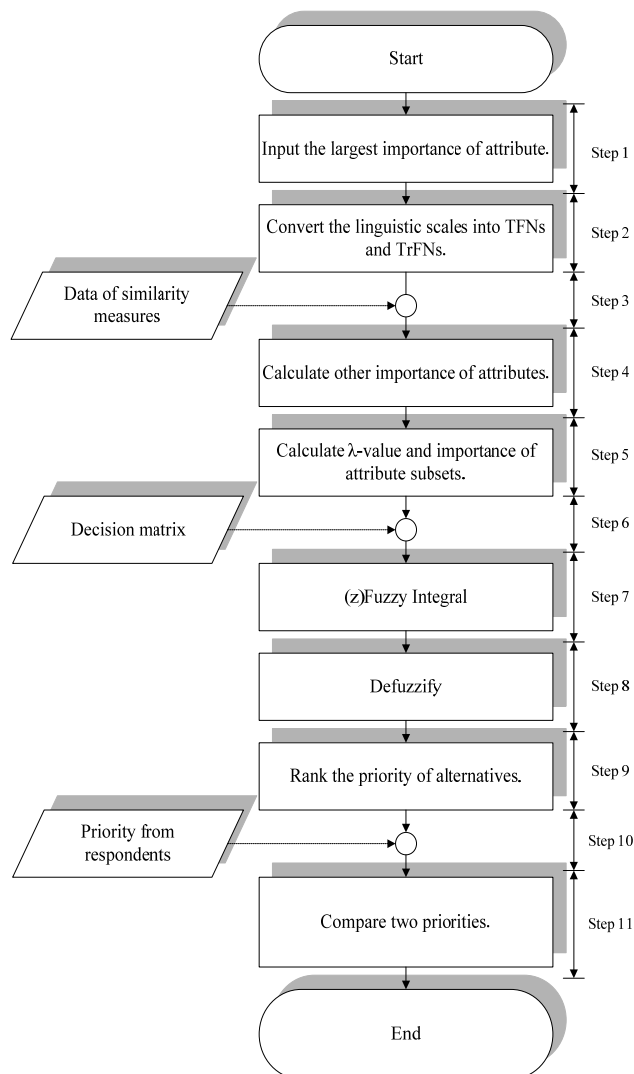 Start
Input the largest importance of attribute.
Step 1
Convert the linguistic scales into TFNs
and TrFNs.
Step 2
Data of similarity
measures
Step 3
Calculate other importance of attributes.
Step 4
Calculate λ-value and importance of
attribute subsets.
Step 5
Decision matrix
Step 6
(z)Fuzzy Integral
Step 7
Defuzzify
Step 8
Rank the priority of alternatives.
Step 9
Priority from
respondents
Step 10
Compare two priorities.
Step 11
End